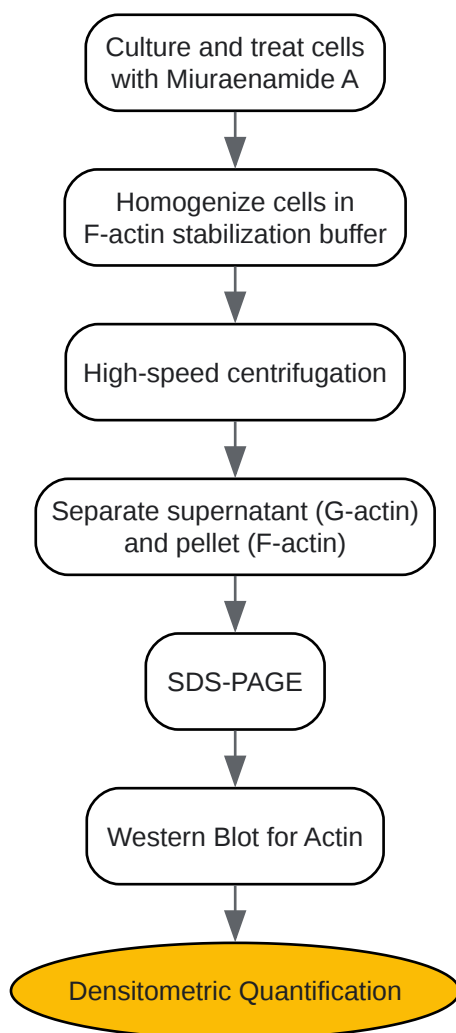 Culture and treat cells
with Miuraenamide A
Homogenize cells in
F-actin stabilization buffer
High-speed centrifugation
Separate supernatant (G-actin)
and pellet (F-actin)
SDS-PAGE
Western Blot for Actin
Densitometric Quantification